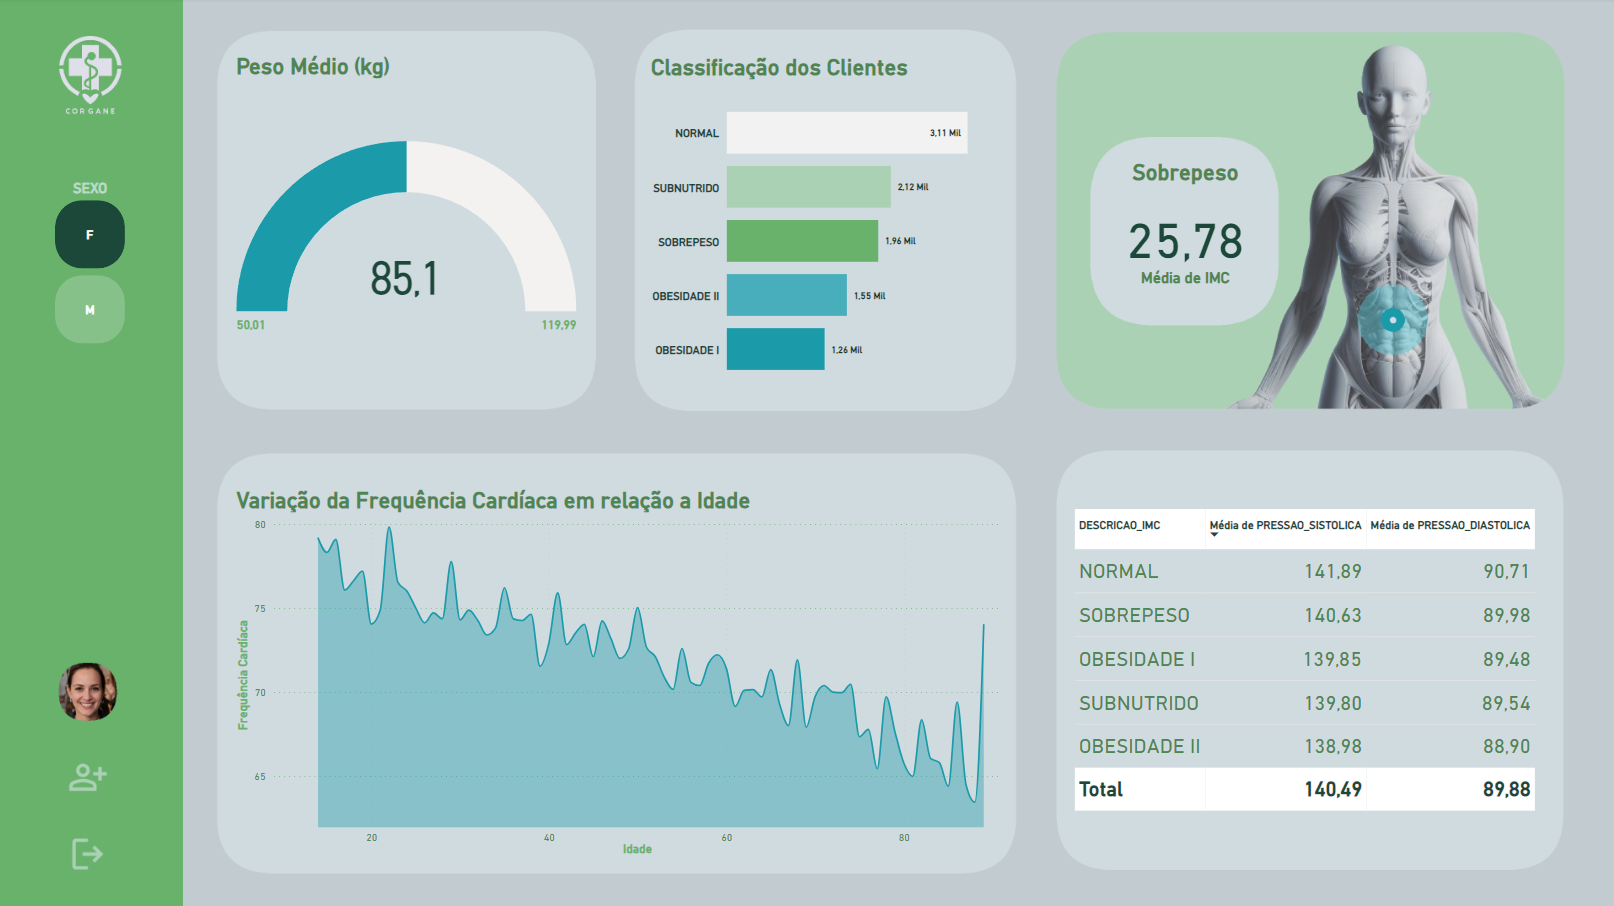 CORGANE
SEXO
F
M
Peso Médio (kg)
85,1
50,01
119,99
Classificação dos Clientes
NORMAL 3,11 Mil
SUBNUTRIDO 2,12 Mil
SOBREPESO 1,96 Mil
OBESIDADE II 1,55 Mil
OBESIDADE I 1,26 Mil
Sobrepeso
25,78
Média de IMC
Variação da Frequência Cardíaca em relação a Idade
Frequência Cardíaca
80
75
70
65
20 40 60 80
Idade
DESCRICAO_IMC Média de PRESSAO_SISTOLICA Média de PRESSAO_DIASTOLICA
NORMAL 141,89 90,71
SOBREPESO 140,63 89,98
OBESIDADE I 139,85 89,48
SUBNUTRIDO 139,80 89,54
OBESIDADE II 138,98 88,90
Total 140,49 89,88